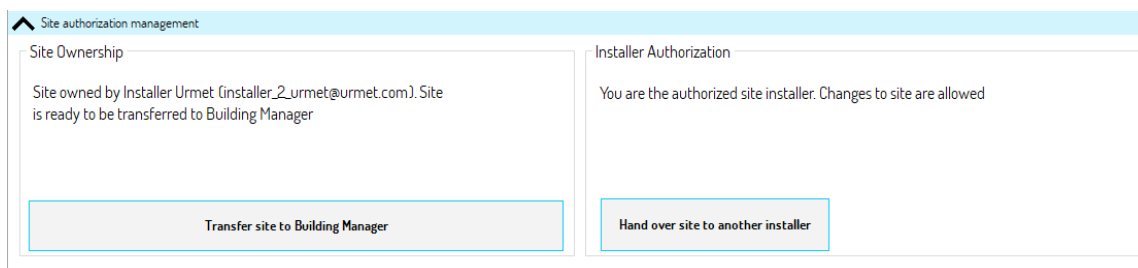 Site authorization management
Site Ownership
Site owned by Installer Urmet (installer_2_urmet@urmet.com). Site
is ready to be transferred to Building Manager
Transfer site to Building Manager
Installer Authorization
You are the authorized site installer. Changes to site are allowed
Hand over site to another installer